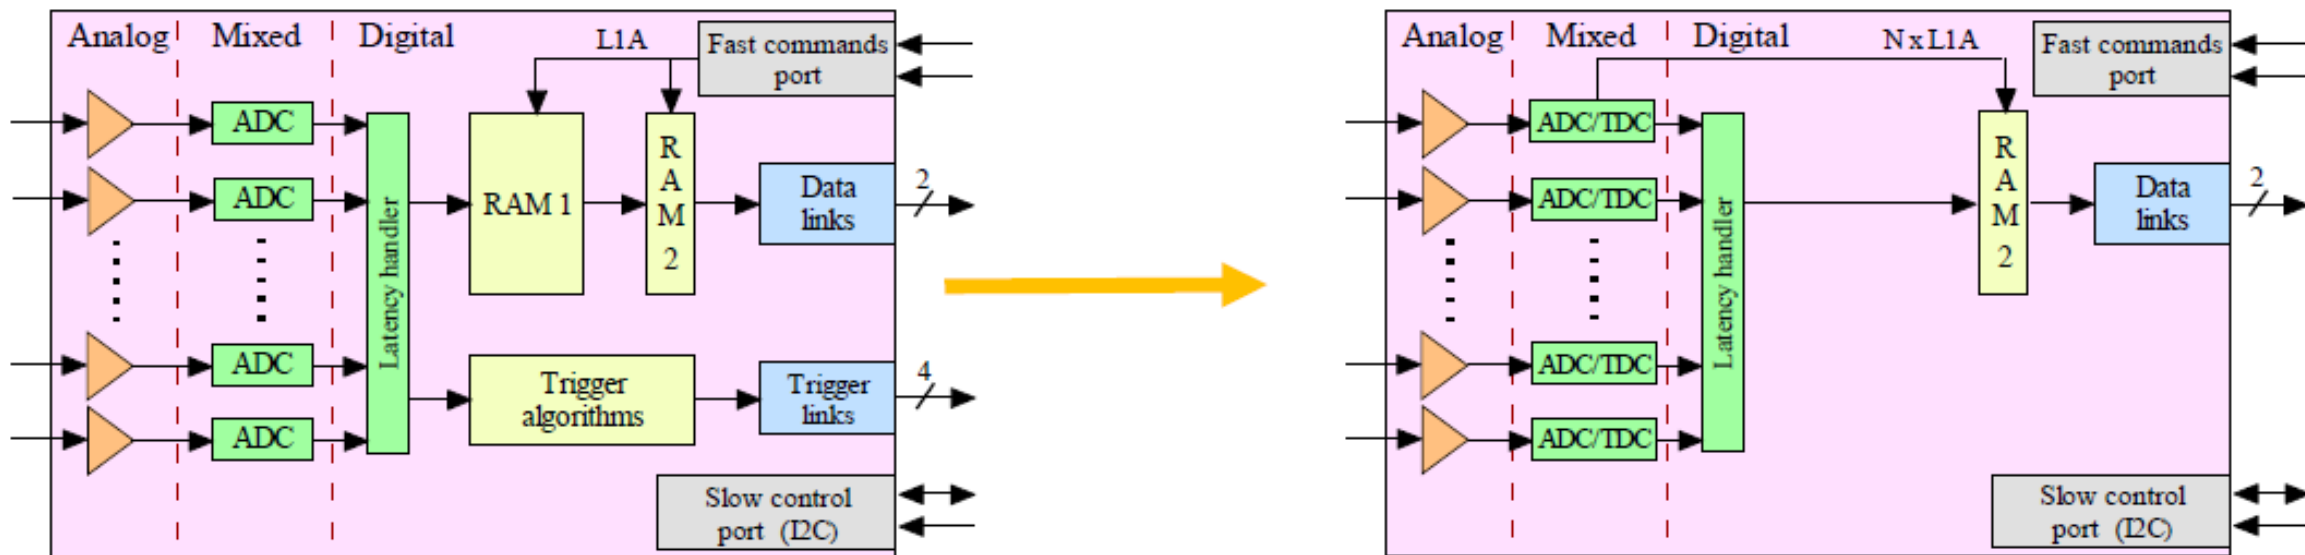 Analog
Mixed
Digital
L1A
Fast commands
port
ADC
ADC
ADC
ADC
Latency handler
RAM 1
R
A
M
2
Data
links
2
Trigger
algorithms
Trigger
links
4
Slow control
port (I2C)
Analog
Mixed
Digital
N x L1A
Fast commands
port
ADC/TDC
ADC/TDC
ADC/TDC
ADC/TDC
Latency handler
R
A
M
2
Data
links
2
Slow control
port (I2C)